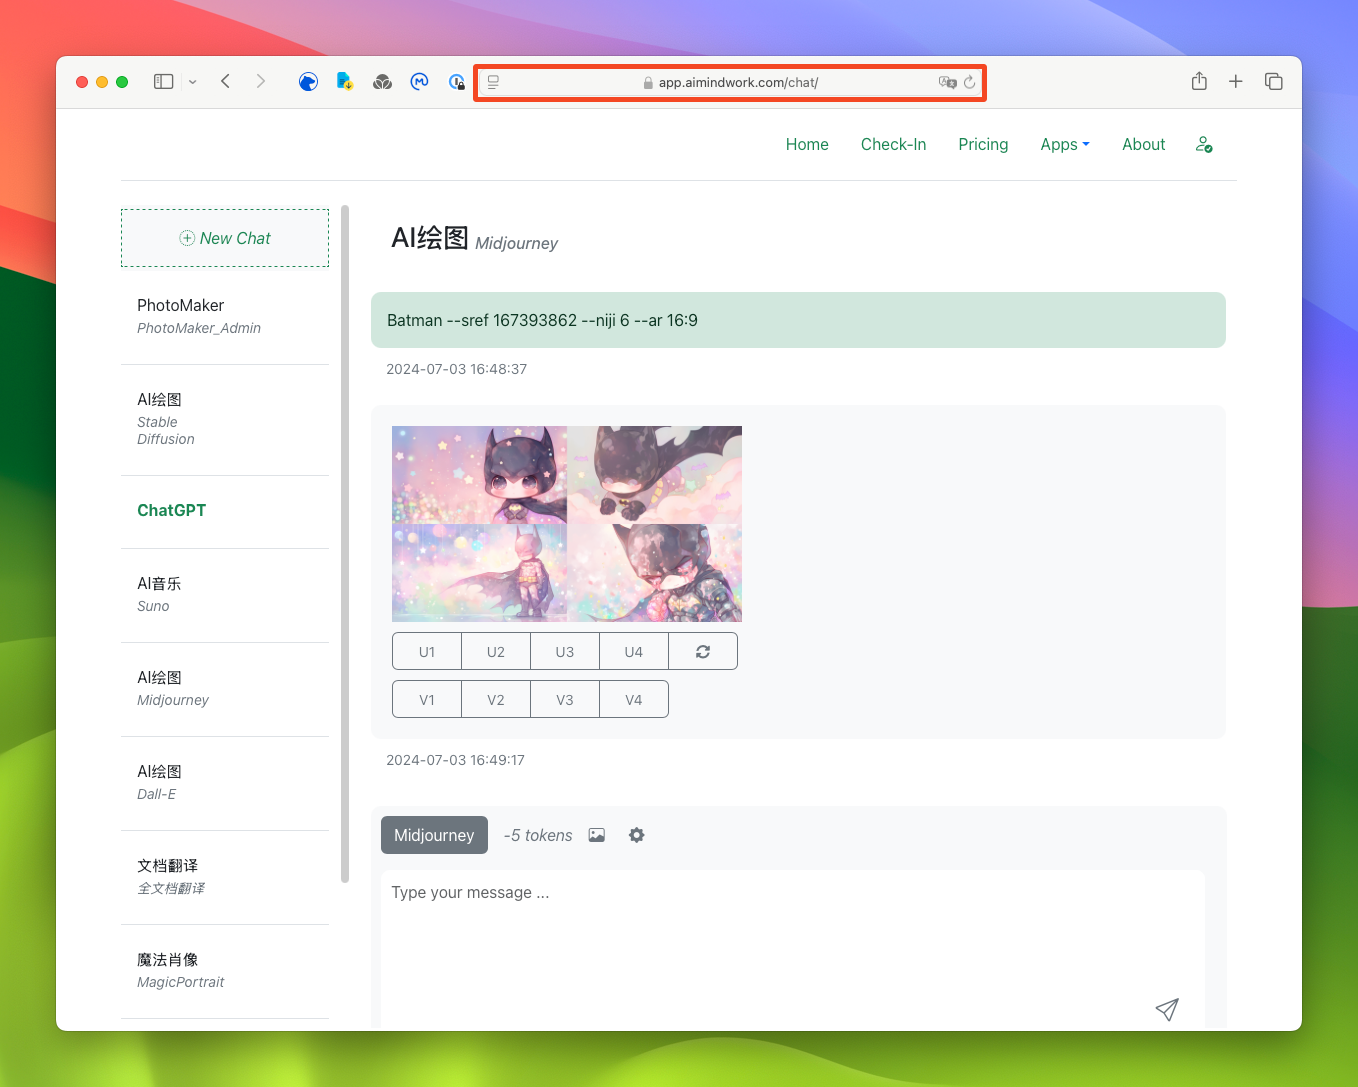 app.aimindwork.com/chat/
Home
Check-In
Pricing
Apps
About
New Chat
PhotoMaker
PhotoMaker_Admin
AI绘图
Stable
Diffusion
ChatGPT
AI音乐
Suno
AI绘图
Midjourney
AI绘图
Dall-E
文档翻译
全文档翻译
魔法肖像
MagicPortrait
AI绘图 Midjourney
Batman --sref 167393862 --niji 6 --ar 16:9
2024-07-03 16:48:37
U1
U2
U3
U4
V1
V2
V3
V4
2024-07-03 16:49:17
Midjourney
-5 tokens
Type your message ...